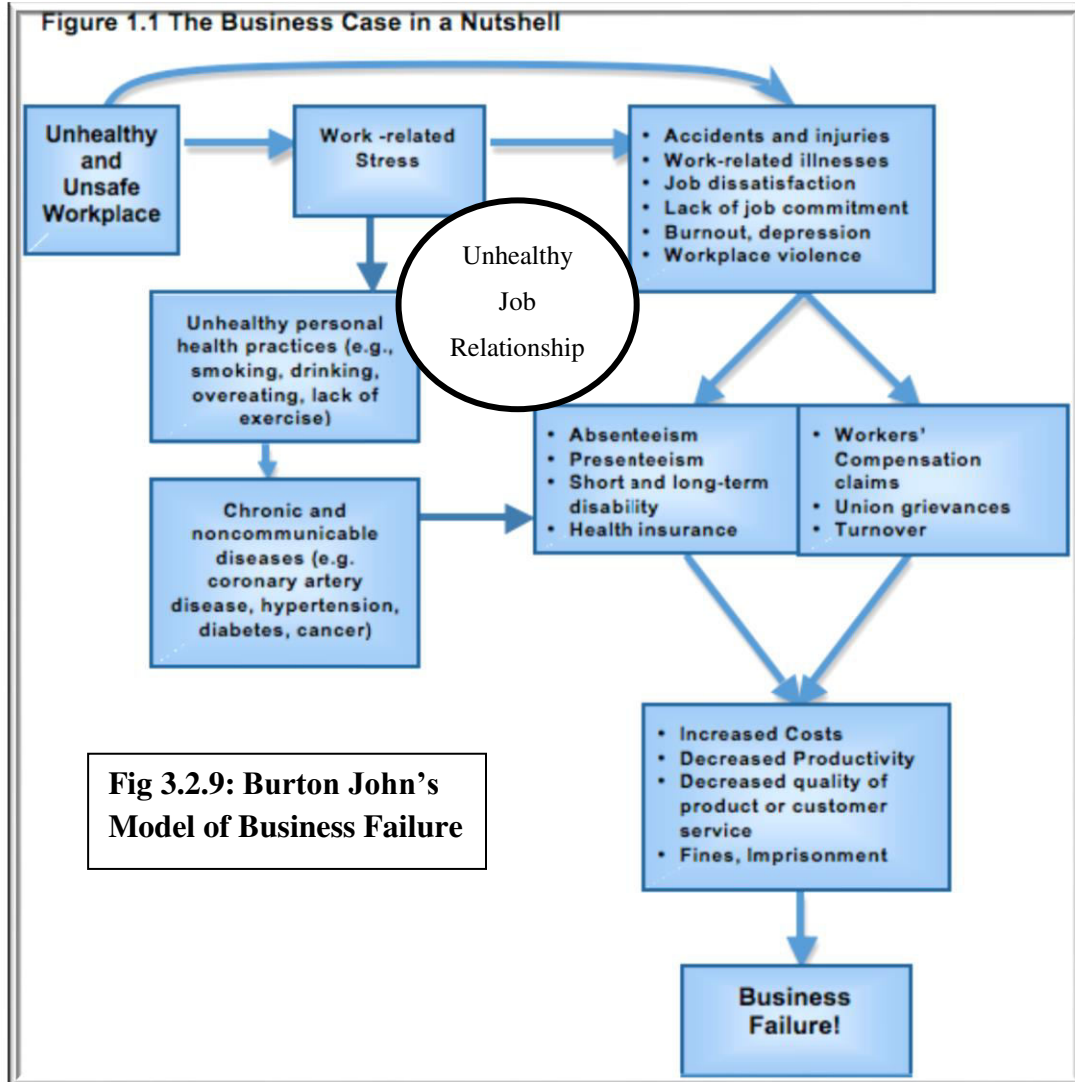 Figure 1.1 The Business Case in a Nutshell
Unhealthy
and
Unsafe
Workplace
Work -related
Stress
• Accidents and injuries
• Work-related illnesses
• Job dissatisfaction
• Lack of job commitment
• Burnout, depression
• Workplace violence
Unhealthy
Job
Relationship
Unhealthy personal
health practices (e.g.,
smoking, drinking,
overeating, lack of
exercise)
• Absenteeism
• Presenteeism
• Short and long-term
disability
• Health insurance
• Workers'
Compensation
claims
• Union grievances
• Turnover
Chronic and
noncommunicable
diseases (e.g.
coronary artery
disease, hypertension,
diabetes, cancer)
• Increased Costs
• Decreased Productivity
• Decreased quality of
product or customer
service
• Fines, Imprisonment
Fig 3.2.9: Burton John's
Model of Business Failure
Business
Failure!